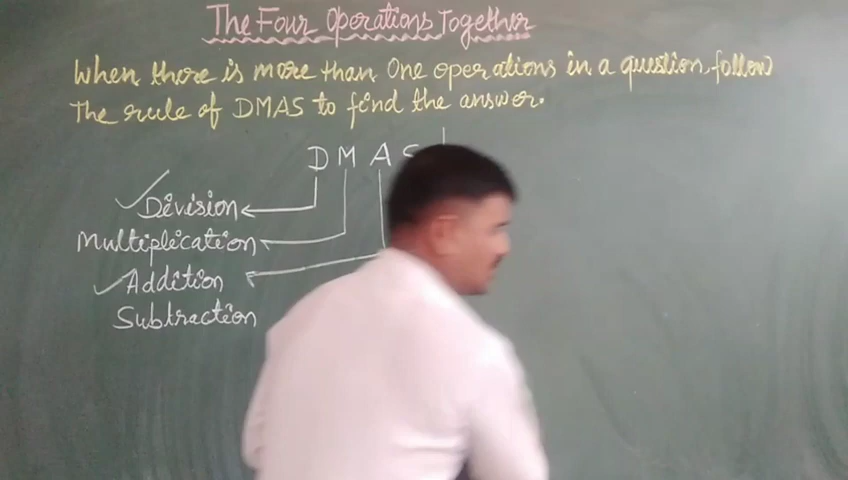 The Four Operations Together
When there is more than One operations in a question, follow
The rule of DMAS to find the answer.
D M A S
Division
Multiplication
Addition
Subtraction